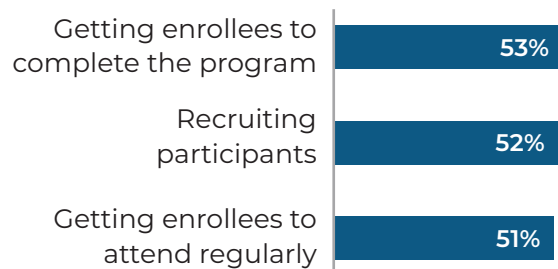 Getting enrollees to
complete the program
53%
Recruiting
participants
52%
Getting enrollees to
attend regularly
51%